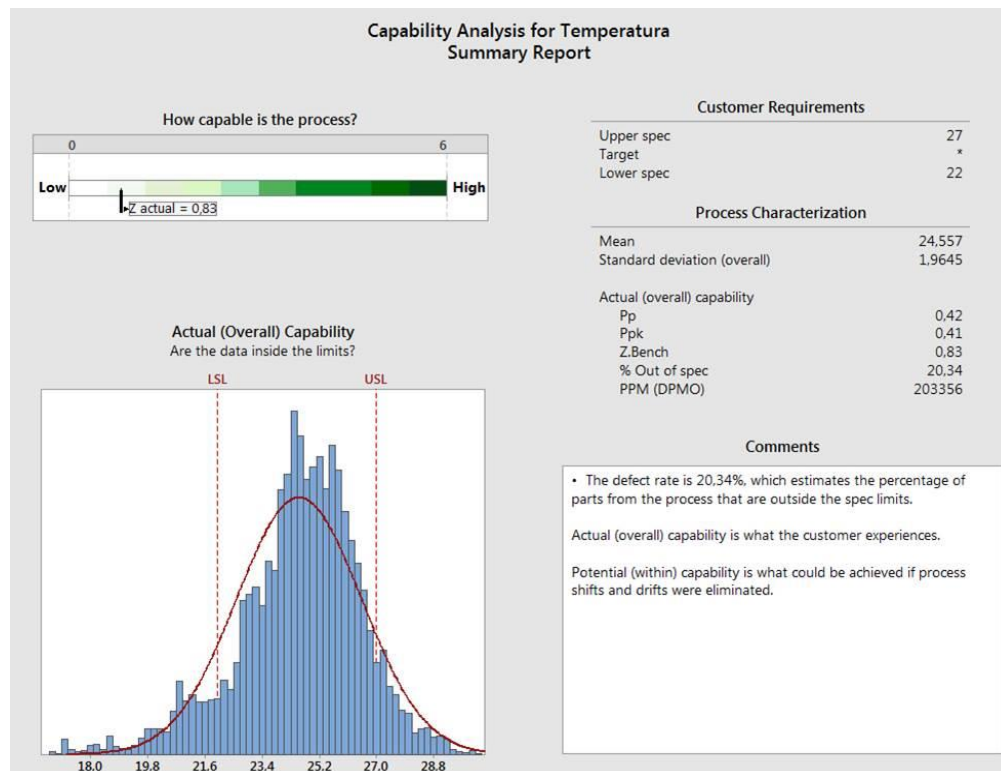 Capability Analysis for Temperatura
Summary Report
How capable is the process?
0 6
Low High
Z actual = 0,83
Customer Requirements
Upper spec 27
Target *
Lower spec 22
Process Characterization
Mean 24,557
Standard deviation (overall) 1,9645
Actual (overall) capability
Pp 0,42
Ppk 0,41
Z.Bench 0,83
% Out of spec 20,34
PPM (DPMO) 203356
Actual (Overall) Capability
Are the data inside the limits?
LSL USL
18.0 19.8 21.6 23.4 25.2 27.0 28.8
Comments
• The defect rate is 20,34%, which estimates the percentage of
parts from the process that are outside the spec limits.
Actual (overall) capability is what the customer experiences.
Potential (within) capability is what could be achieved if process
shifts and drifts were eliminated.